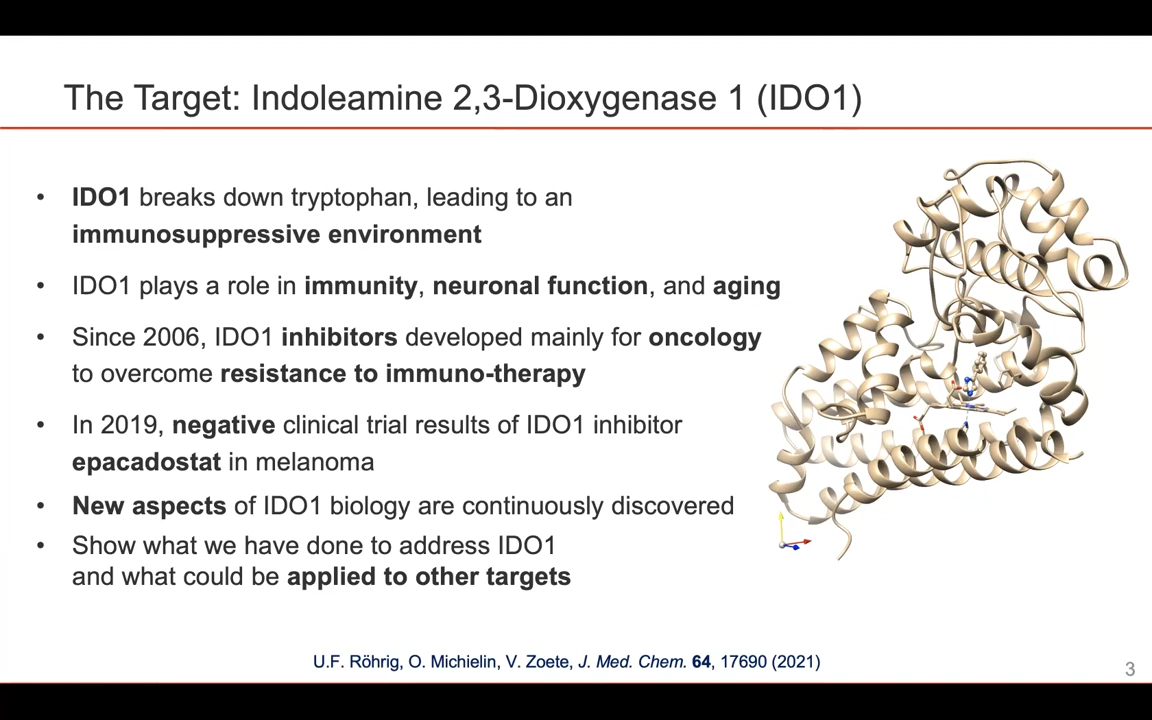 The Target: Indoleamine 2,3-Dioxygenase 1 (IDO1)
• IDO1 breaks down tryptophan, leading to an
immunosuppressive environment
• IDO1 plays a role in immunity, neuronal function, and aging
• Since 2006, IDO1 inhibitors developed mainly for oncology
to overcome resistance to immuno-therapy
• In 2019, negative clinical trial results of IDO1 inhibitor
epacadostat in melanoma
• New aspects of IDO1 biology are continuously discovered
• Show what we have done to address IDO1
and what could be applied to other targets
U.F. Röhrig, O. Michielin, V. Zoete, J. Med. Chem. 64, 17690 (2021)
3